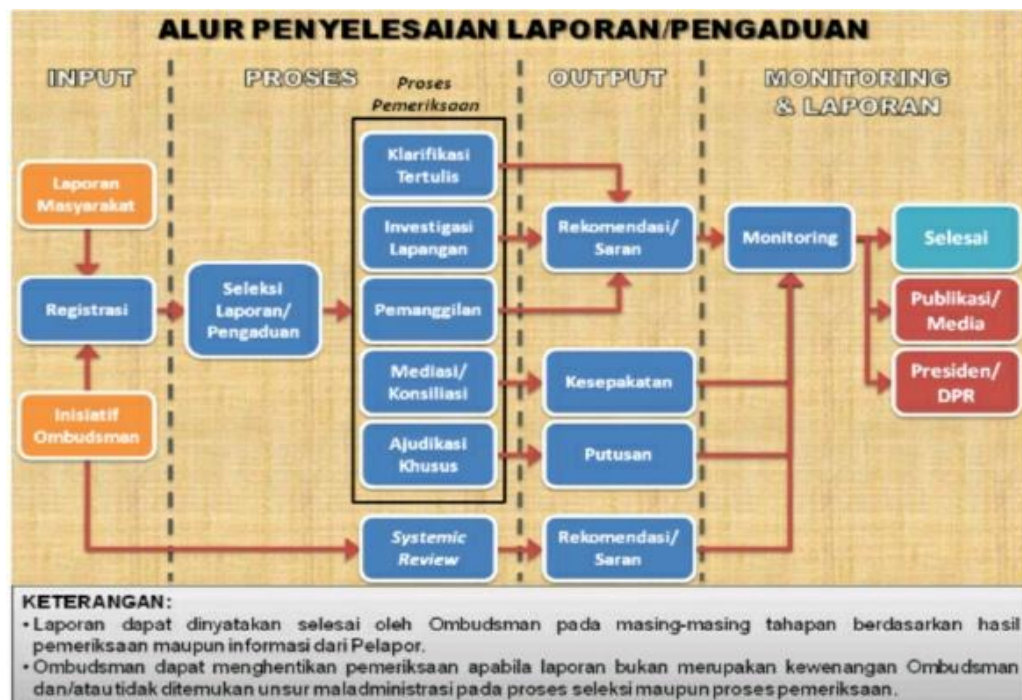 ALUR PENYELESAIAN LAPORAN/PENGADUAN
INPUT
PROSES
OUTPUT
MONITORING
& LAPORAN
Proses
Pemeriksaan
Laporan
Masyarakat
Registrasi
Inisiatif
Ombudsman
Seleksi
Laporan/
Pengaduan
Klarifikasi
Tertulis
Investigasi
Lapangan
Pemanggilan
Mediasi/
Konsiliasi
Ajudikasi
Khusus
Systemic
Review
Rekomendasi/
Saran
Kesepakatan
Putusan
Rekomendasi/
Saran
Monitoring
Selesai
Publikasi/
Media
Presiden/
DPR
KETERANGAN:
• Laporan dapat dinyatakan selesai oleh Ombudsman pada masing-masing tahapan berdasarkan hasil
pemeriksaan maupun informasi dari Pelapor.
• Ombudsman dapat menghentikan pemeriksaan apabila laporan bukan merupakan kewenangan Ombudsman
dan/atau tidak ditemukan unsur maladministrasi pada proses seleksi maupun proses pemeriksaan.